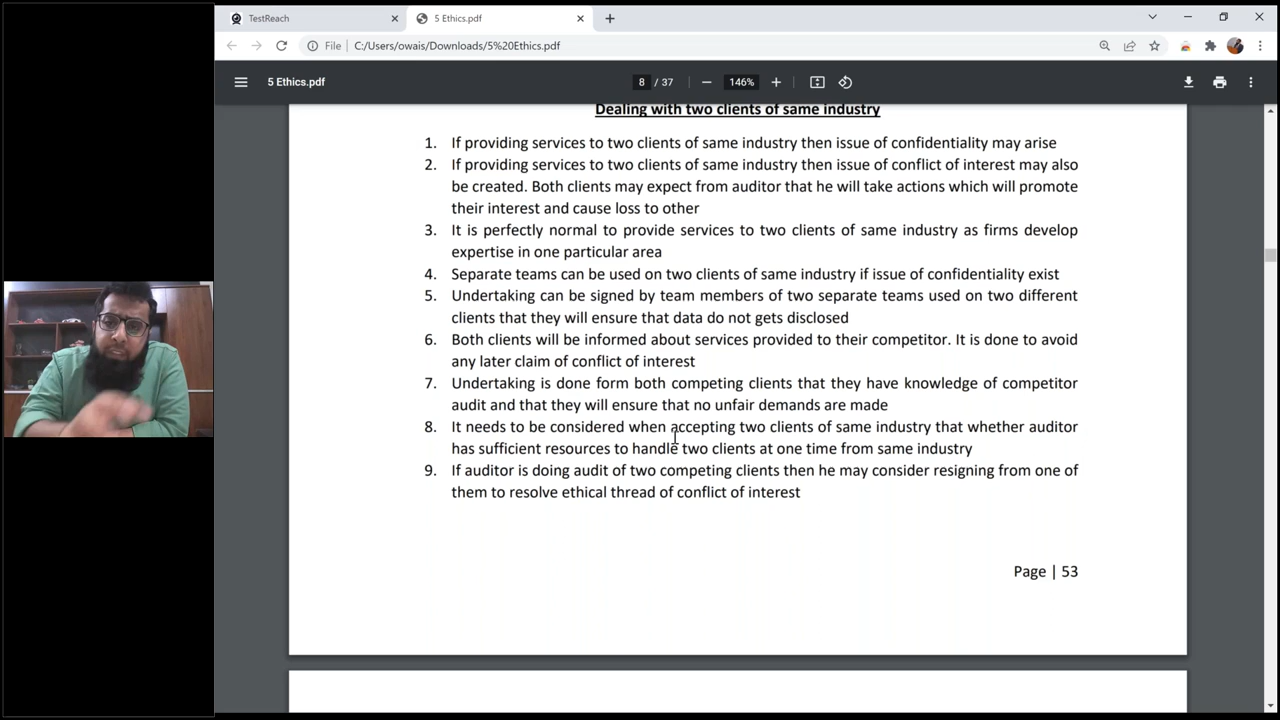 TestReach
5 Ethics.pdf
File
C:/Users/owais/Downloads/5%20Ethics.pdf
5 Ethics.pdf
8 / 37
146%
Dealing with two clients of same industry
1. If providing services to two clients of same industry then issue of confidentiality may arise
2. If providing services to two clients of same industry then issue of conflict of interest may also
be created. Both clients may expect from auditor that he will take actions which will promote
their interest and cause loss to other
3. It is perfectly normal to provide services to two clients of same industry as firms develop
expertise in one particular area
4. Separate teams can be used on two clients of same industry if issue of confidentiality exist
5. Undertaking can be signed by team members of two separate teams used on two different
clients that they will ensure that data do not gets disclosed
6. Both clients will be informed about services provided to their competitor. It is done to avoid
any later claim of conflict of interest
7. Undertaking is done form both competing clients that they have knowledge of competitor
audit and that they will ensure that no unfair demands are made
8. It needs to be considered when accepting two clients of same industry that whether auditor
has sufficient resources to handle two clients at one time from same industry
9. If auditor is doing audit of two competing clients then he may consider resigning from one of
them to resolve ethical thread of conflict of interest
Page | 53